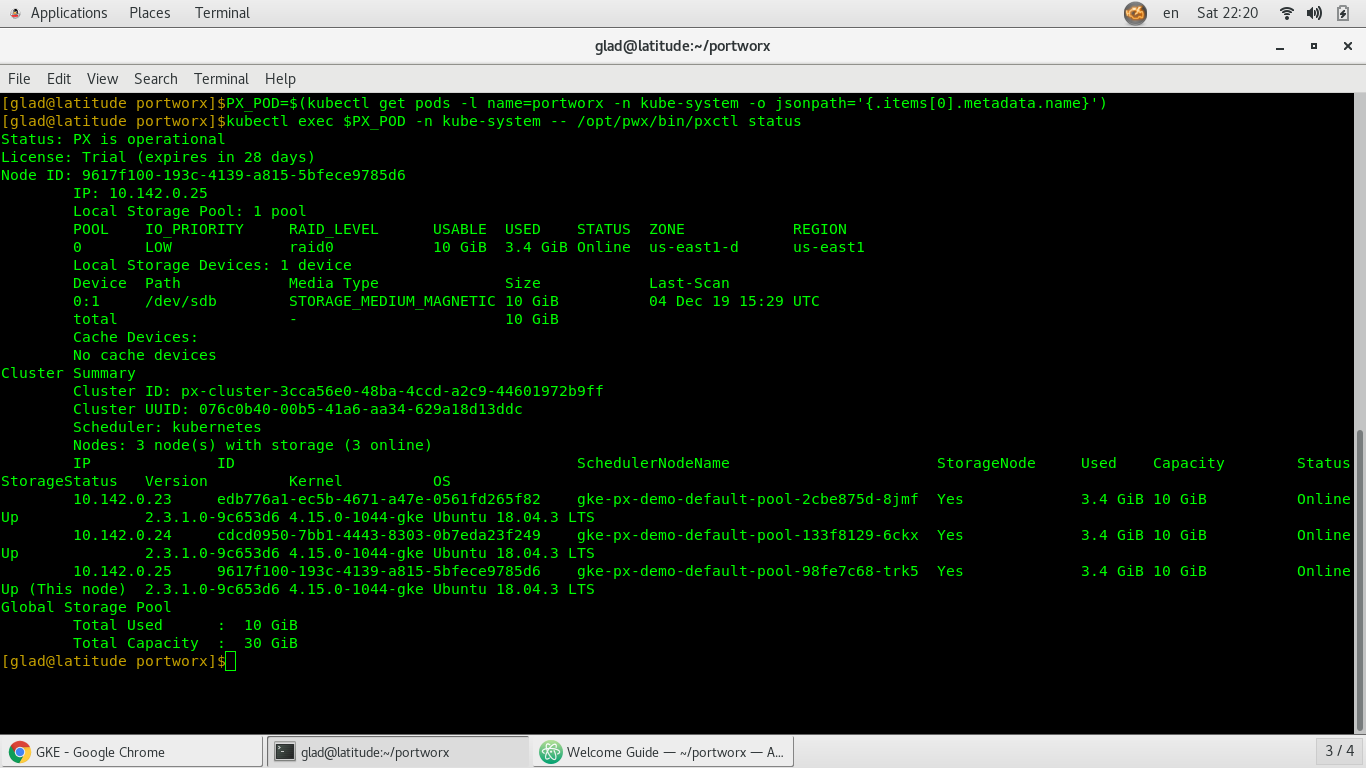 Applications Places Terminal en Sat 22:20
glad@latitude:~/portworx
File Edit View Search Terminal Help
[glad@latitude portworx]$PX_POD=$(kubectl get pods -l name=portworx -n kube-system -o jsonpath='{.items[0].metadata.name}')
[glad@latitude portworx]$kubectl exec $PX_POD -n kube-system -- /opt/pwx/bin/pxctl status
Status: PX is operational
License: Trial (expires in 28 days)
Node ID: 9617f100-193c-4139-a815-5bfece9785d6
IP: 10.142.0.25
Local Storage Pool: 1 pool
POOL IO_PRIORITY RAID_LEVEL USABLE USED STATUS ZONE REGION
0 LOW raid0 10 GiB 3.4 GiB Online us-east1-d us-east1
Local Storage Devices: 1 device
Device Path Media Type Size Last-Scan
0:1 /dev/sdb STORAGE_MEDIUM_MAGNETIC 10 GiB 04 Dec 19 15:29 UTC
total - 10 GiB
Cache Devices:
No cache devices
Cluster Summary
Cluster ID: px-cluster-3cca56e0-48ba-4ccd-a2c9-44601972b9ff
Cluster UUID: 076c0b40-00b5-41a6-aa34-629a18d13ddc
Scheduler: kubernetes
Nodes: 3 node(s) with storage (3 online)
IP ID SchedulerNodeName StorageNode Used Capacity Status
StorageStatus Version Kernel OS
10.142.0.23 edb776a1-ec5b-4671-a47e-0561fd265f82 gke-px-demo-default-pool-2cbe875d-8jmf Yes 3.4 GiB 10 GiB Online
Up 2.3.1.0-9c653d6 4.15.0-1044-gke Ubuntu 18.04.3 LTS
10.142.0.24 cdcd0950-7bb1-4443-8303-0b7eda23f249 gke-px-demo-default-pool-133f8129-6ckx Yes 3.4 GiB 10 GiB Online
Up 2.3.1.0-9c653d6 4.15.0-1044-gke Ubuntu 18.04.3 LTS
10.142.0.25 9617f100-193c-4139-a815-5bfece9785d6 gke-px-demo-default-pool-98fe7c68-trk5 Yes 3.4 GiB 10 GiB Online
Up (This node) 2.3.1.0-9c653d6 4.15.0-1044-gke Ubuntu 18.04.3 LTS
Global Storage Pool
Total Used : 10 GiB
Total Capacity : 30 GiB
[glad@latitude portworx]$
GKE - Google Chrome glad@latitude:~/portworx Welcome Guide — ~/portworx — A... 3 / 4